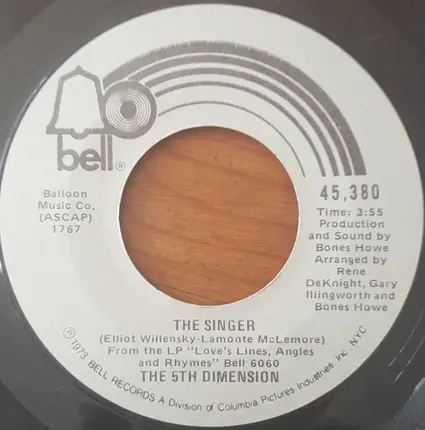 bell®
Balloon
Music Co.
(ASCAP)
1767
45,380
Time: 3:55
Production
and Sound by
Bones Howe
Arranged by
Rene
DeKnight, Gary
Illingworth and
Bones Howe
THE SINGER
(Elliot Willensky-Lamonte McLemore)
From the LP "Love's Lines, Angles
and Rhymes" Bell 6060
THE 5TH DIMENSION
℗ 1973 BELL RECORDS A Division of Columbia Pictures Industries, Inc. NYC